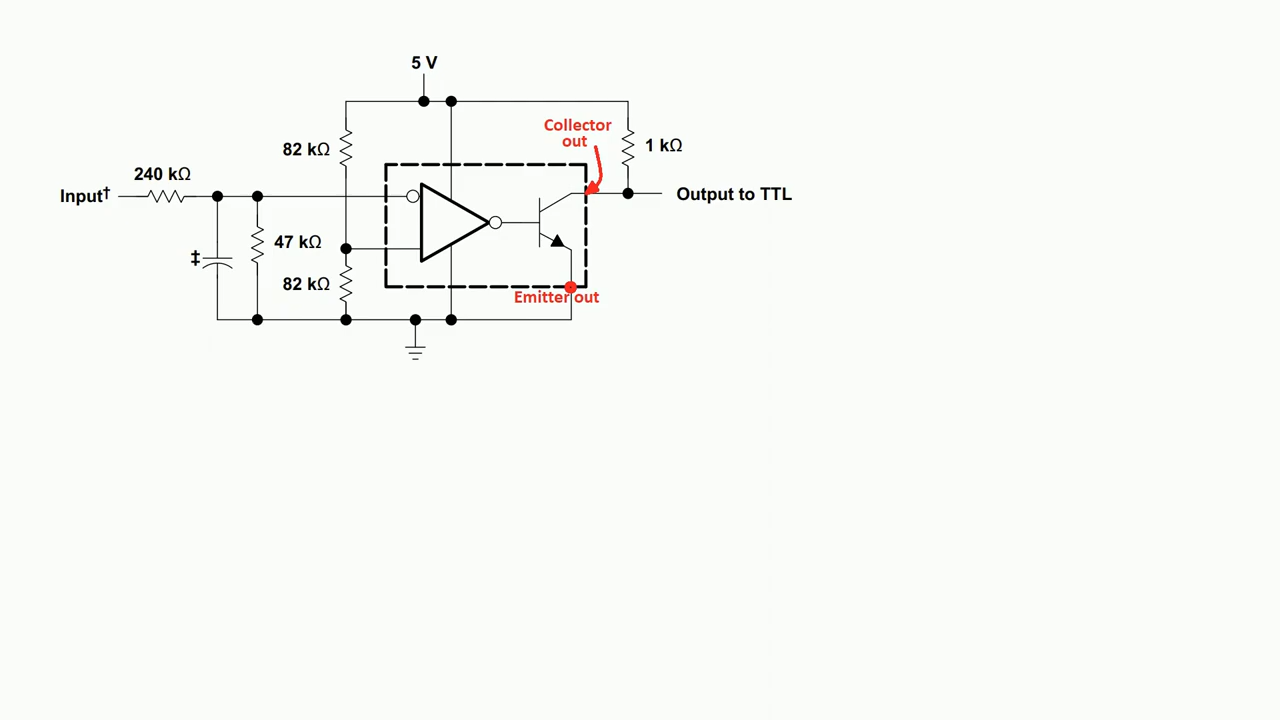 5 V
Collector
out
82 kΩ
1 kΩ
240 kΩ
Input†
Output to TTL
47 kΩ
‡
82 kΩ
Emitter out